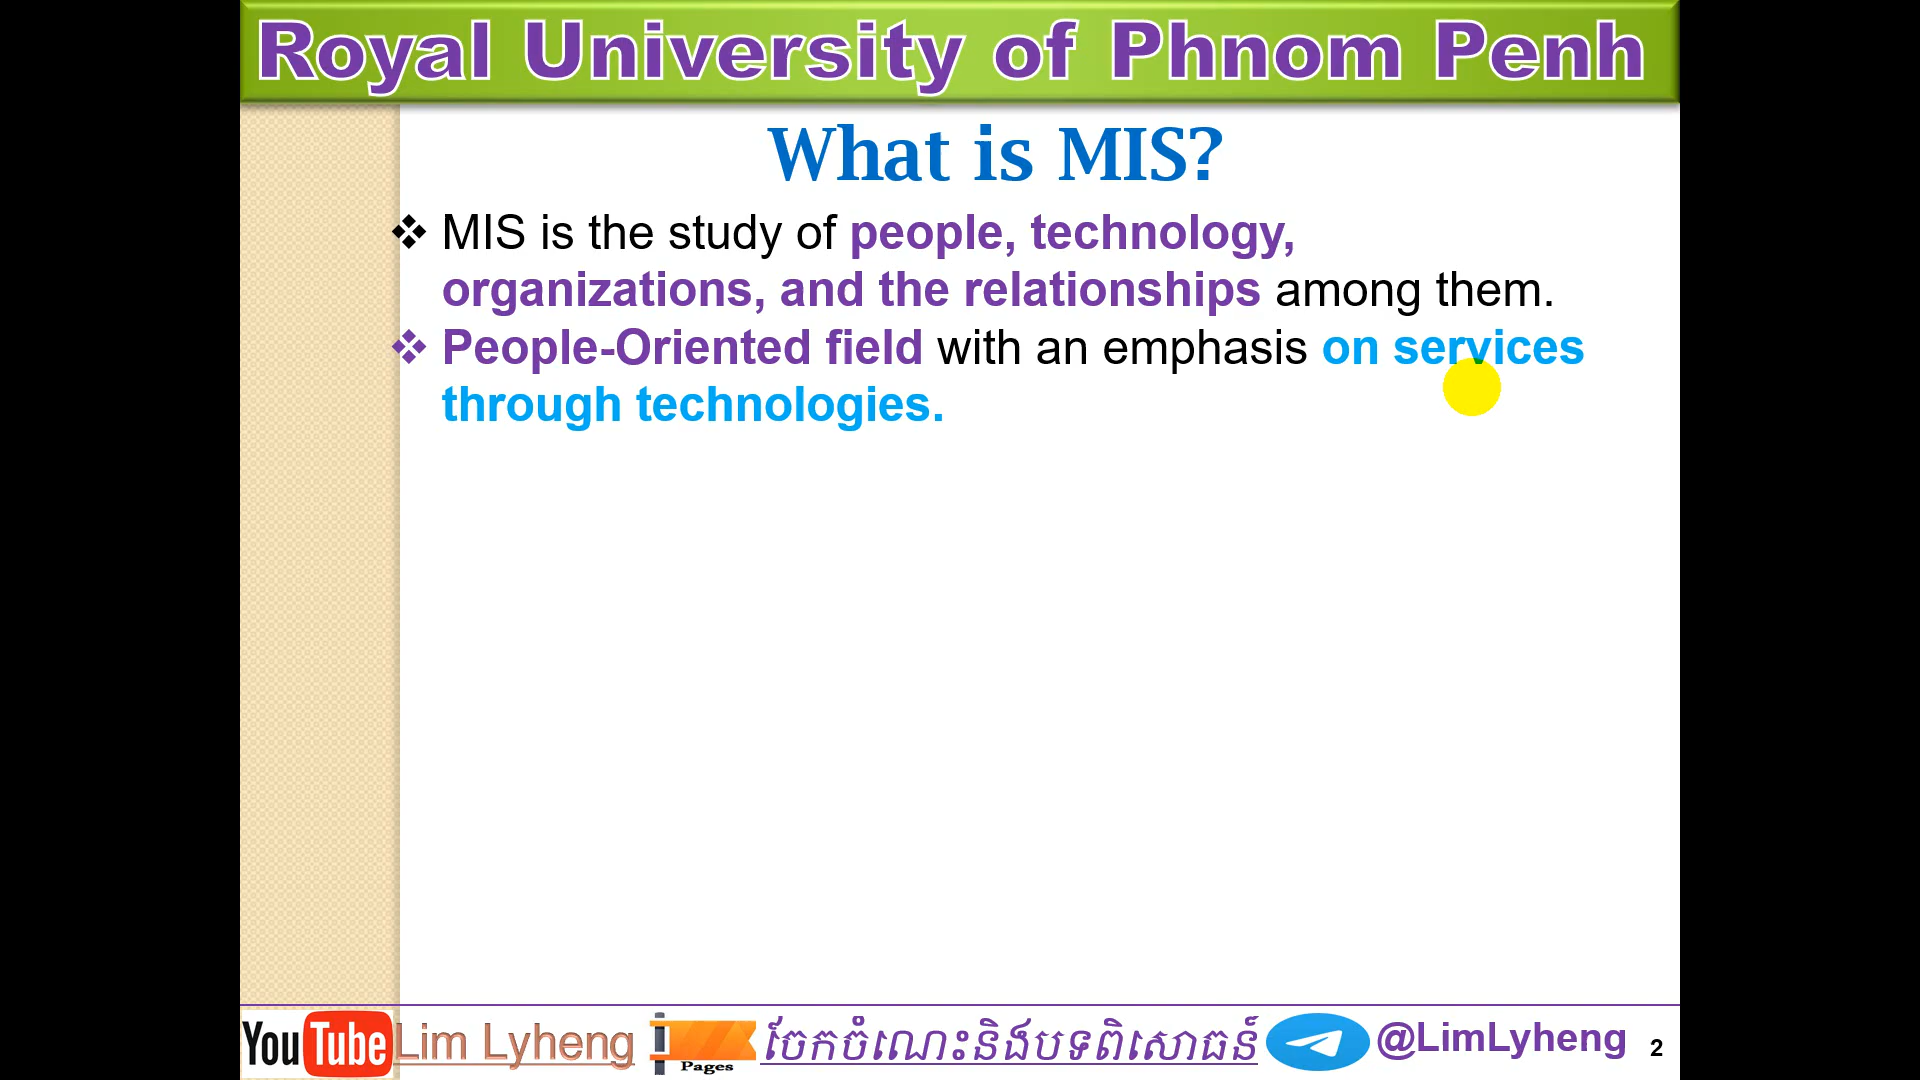 Royal University of Phnom Penh
What is MIS?
❖ MIS is the study of people, technology,
organizations, and the relationships among them.
❖ People-Oriented field with an emphasis on services
through technologies.
YouTube Lim Lyheng Pages ចែកចំណេះនិងបទពិសោធន៍ @LimLyheng 2